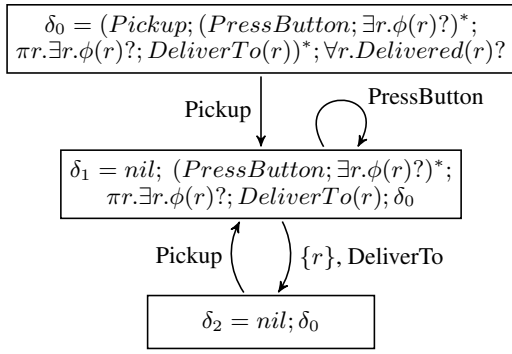 δ₀ = (Pickup; (PressButton; ∃r.ϕ(r)?)*;
πr.∃r.ϕ(r)?; DeliverTo(r))*; ∀r.Delivered(r)?
Pickup
PressButton
δ₁ = nil; (PressButton; ∃r.ϕ(r)?)*;
πr.∃r.ϕ(r)?; DeliverTo(r); δ₀
Pickup
{r}, DeliverTo
δ₂ = nil; δ₀